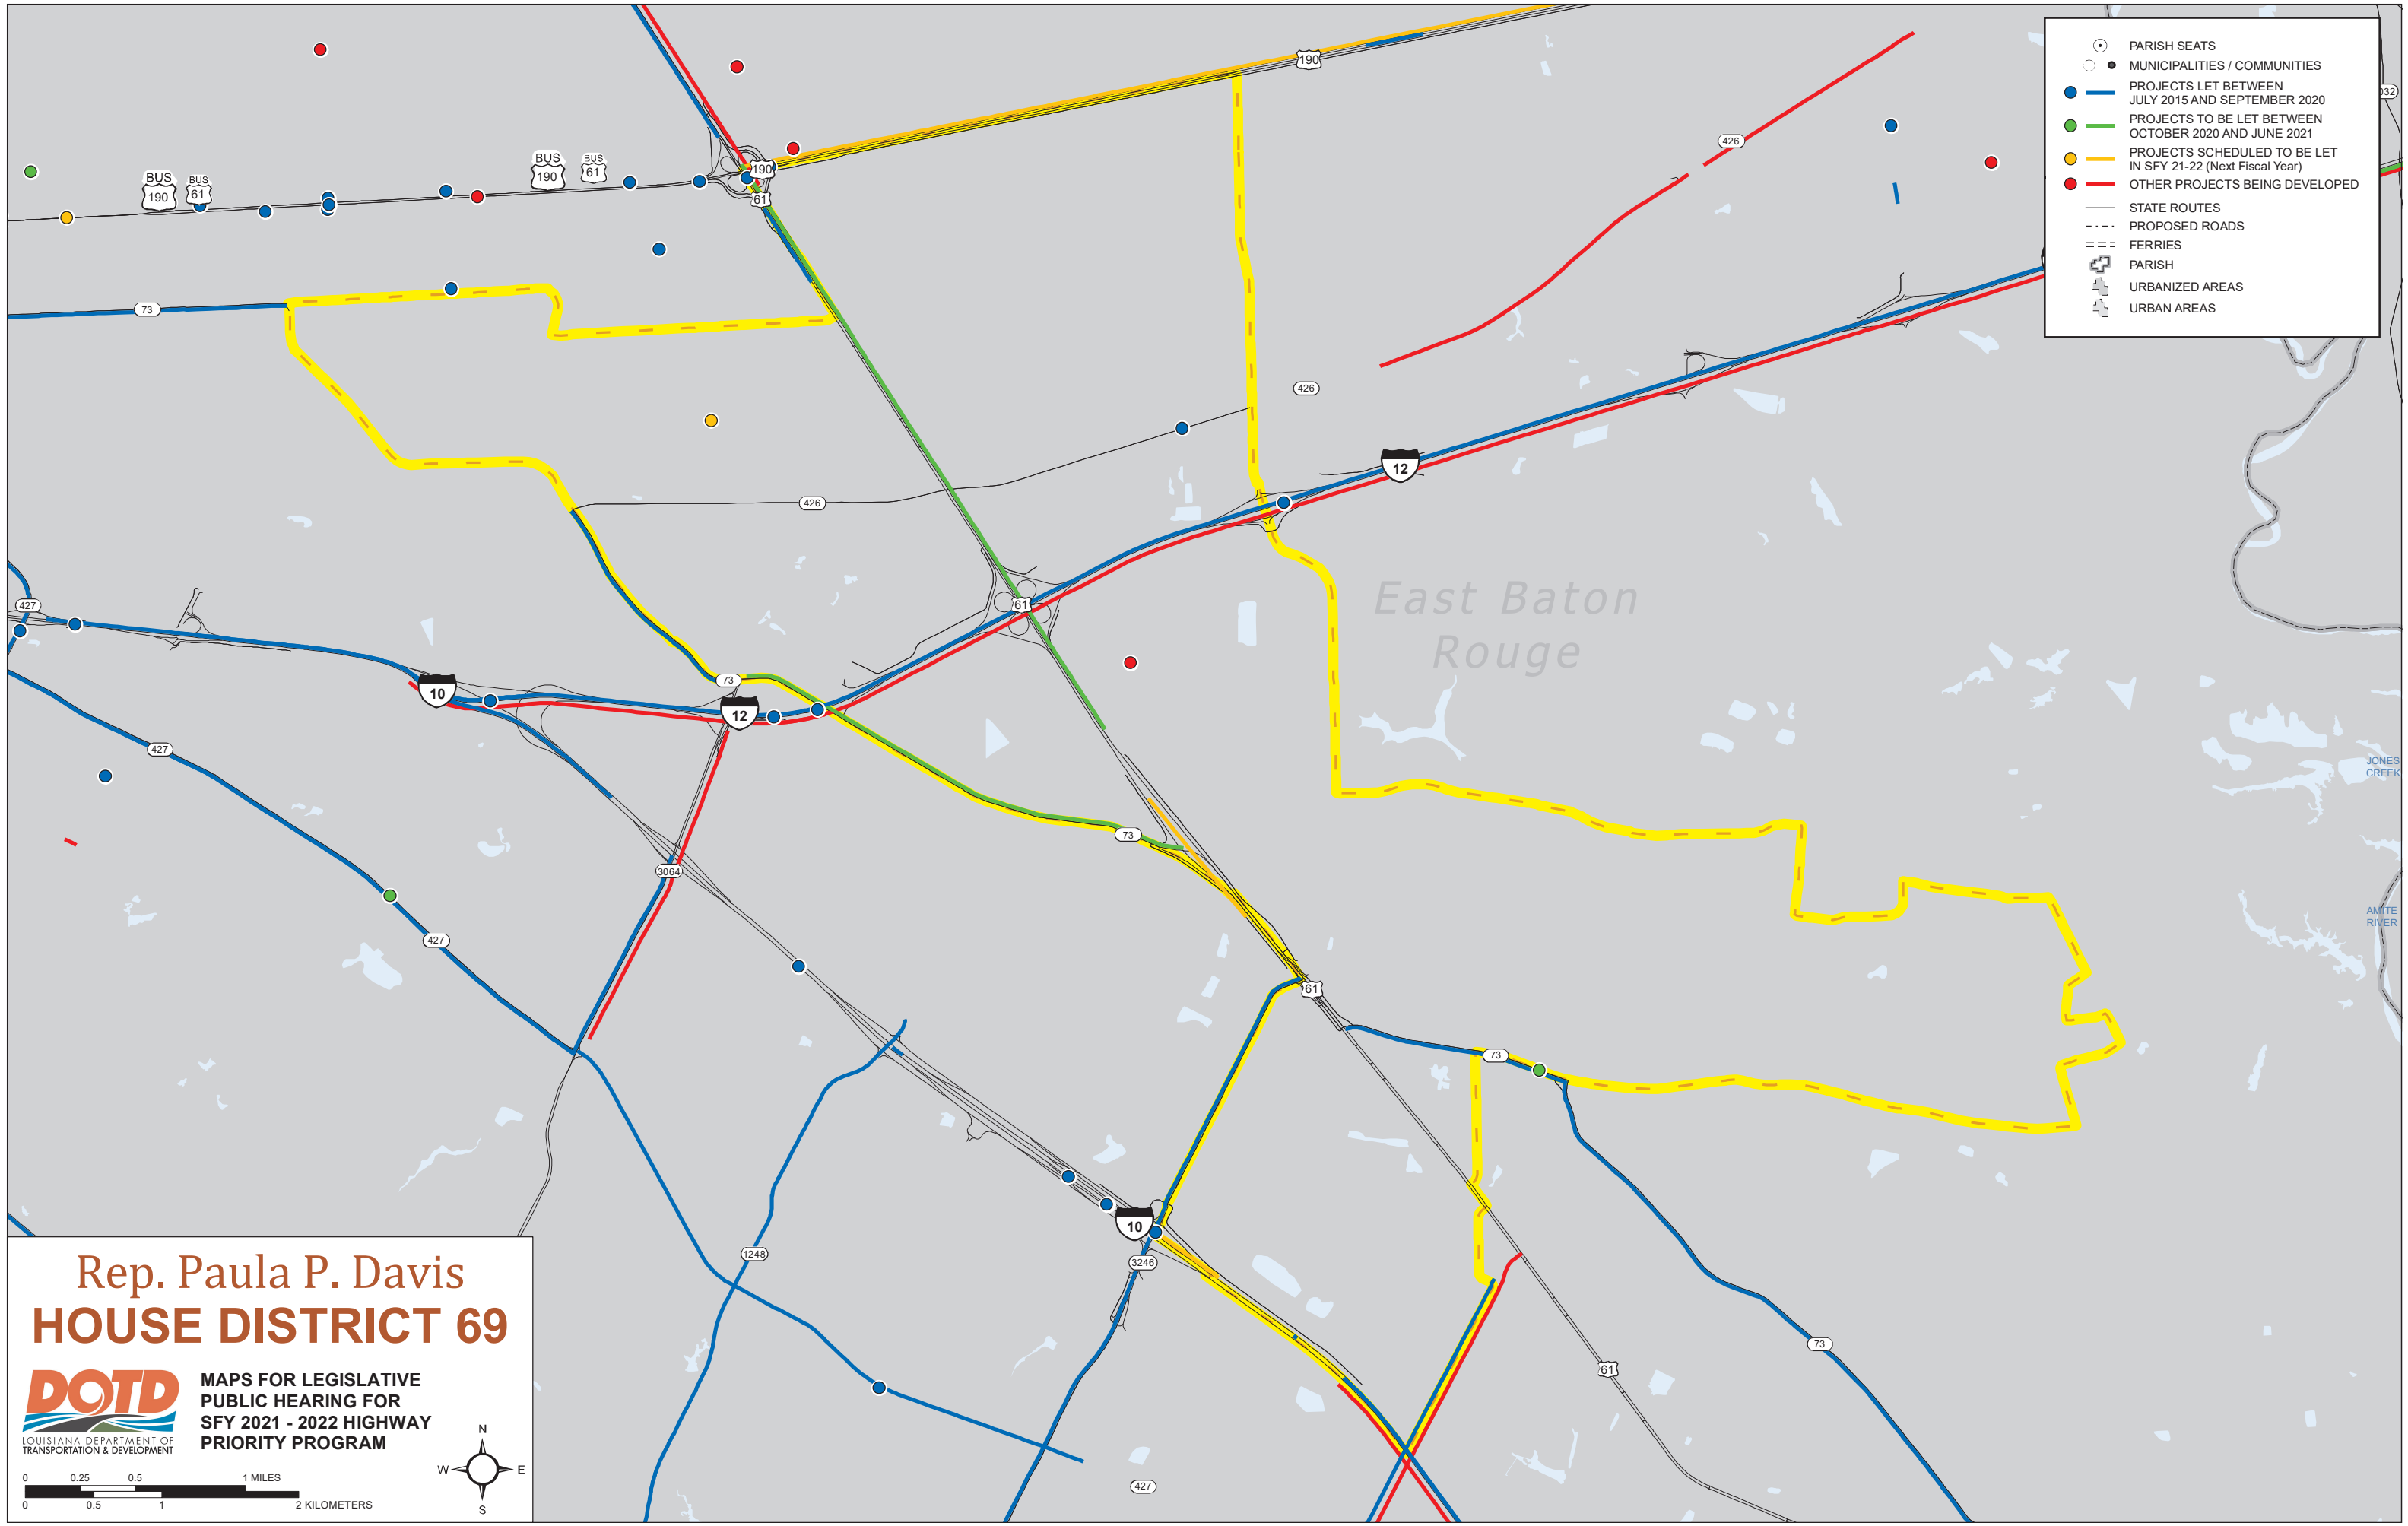 190
PARISH SEATS
MUNICIPALITIES / COMMUNITIES
PROJECTS LET BETWEEN
JULY 2015 AND SEPTEMBER 2020
PROJECTS TO BE LET BETWEEN
OCTOBER 2020 AND JUNE 2021
PROJECTS SCHEDULED TO BE LET
IN SFY 21-22 (Next Fiscal Year)
OTHER PROJECTS BEING DEVELOPED
STATE ROUTES
PROPOSED ROADS
FERRIES
PARISH
URBANIZED AREAS
URBAN AREAS
426
BUS
190
BUS
61
BUS
190
BUS
61
190
61
73
426
12
426
East Baton
Rouge
427
61
10
73
12
427
JONES
CREEK
73
3064
AMITE
RIVER
427
61
73
10
1248
3246
73
61
427
Rep. Paula P. Davis
HOUSE DISTRICT 69
DOTD
LOUISIANA DEPARTMENT OF
TRANSPORTATION & DEVELOPMENT
MAPS FOR LEGISLATIVE
PUBLIC HEARING FOR
SFY 2021 - 2022 HIGHWAY
PRIORITY PROGRAM
N
W E
S
0 0.25 0.5 1 MILES
0 0.5 1 2 KILOMETERS